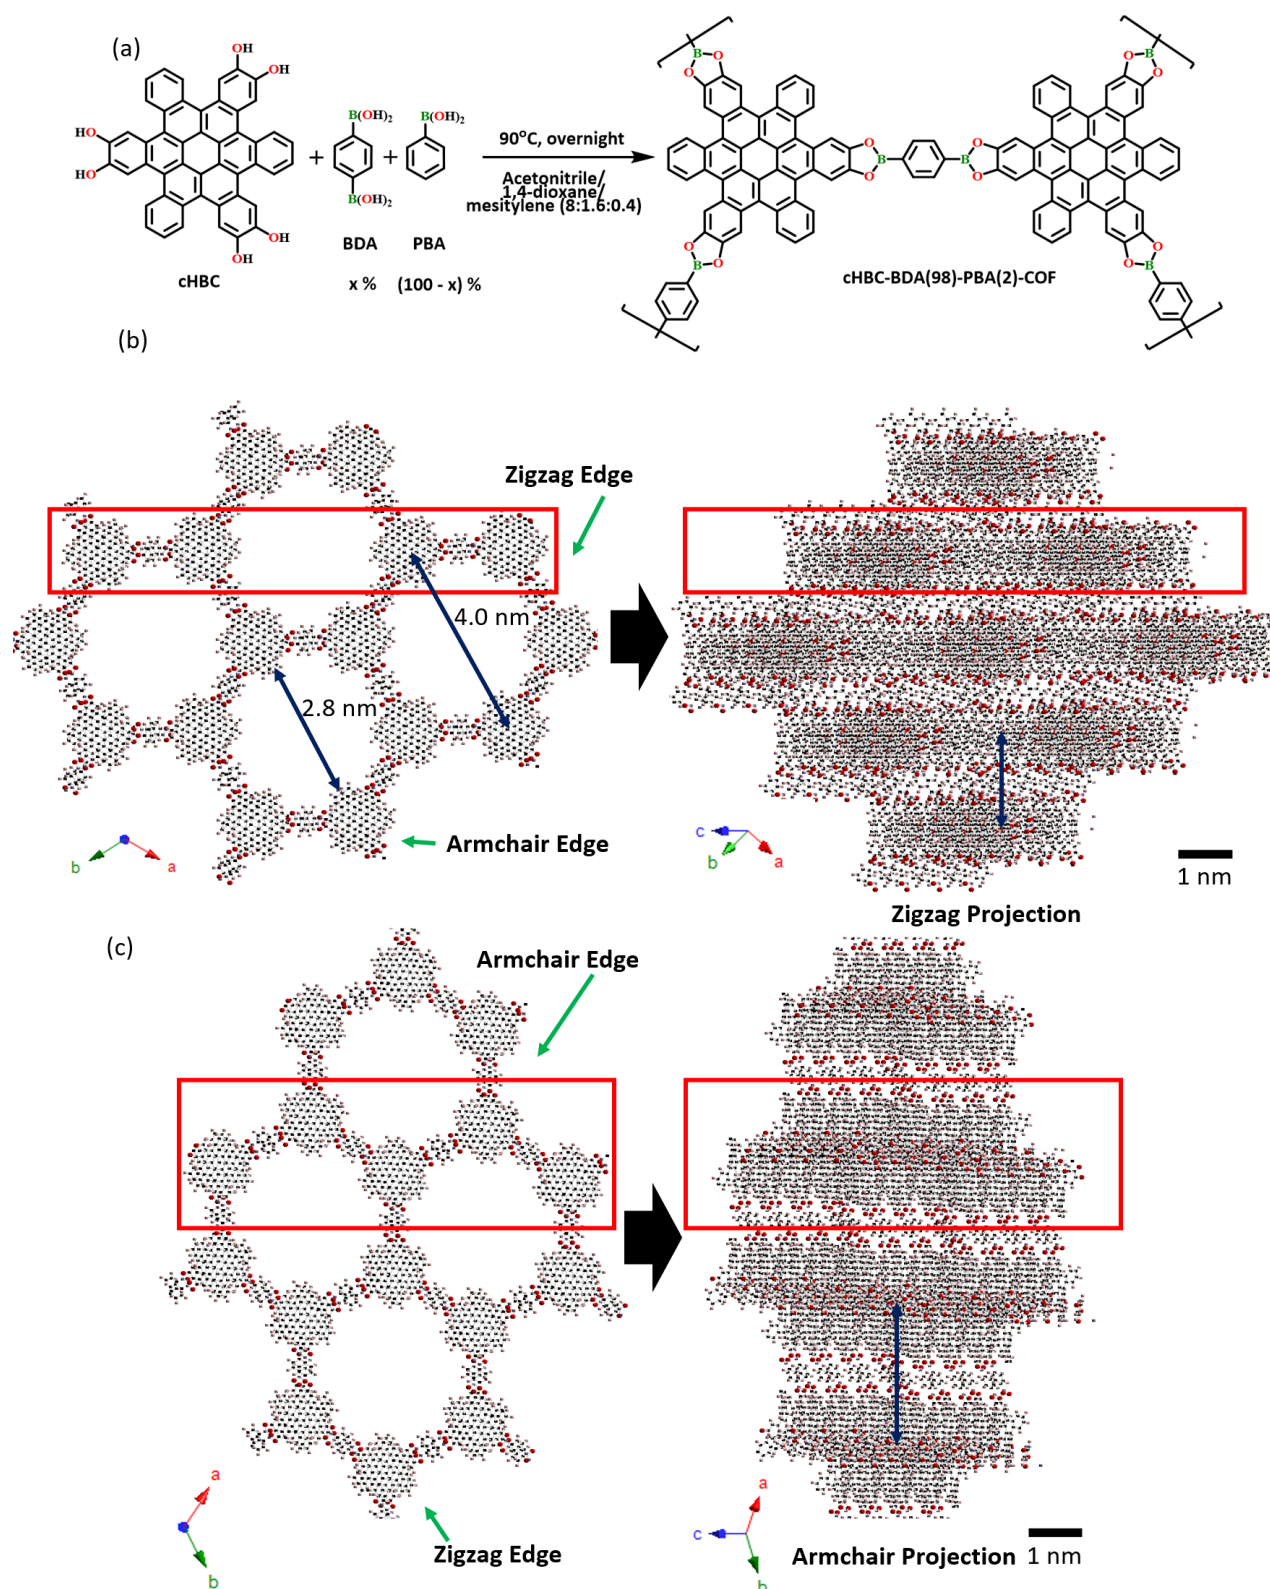 (a)
OH
OH
HO
HO
OH
OH
cHBC
+
B(OH)₂
B(OH)₂
BDA
x %
+
B(OH)₂
PBA
(100 - x) %
90°C, overnight
Acetonitrile/
1,4-dioxane/
mesitylene (8:1.6:0.4)
B
O
O
B
O
O
O
O
B
B
O
O
O
O
B
O
O
B
cHBC-BDA(98)-PBA(2)-COF
(b)
Zigzag Edge
4.0 nm
2.8 nm
Armchair Edge
b
a
c
b
a
1 nm
Zigzag Projection
(c)
Armchair Edge
a
b
Zigzag Edge
a
c
b
Armchair Projection
1 nm